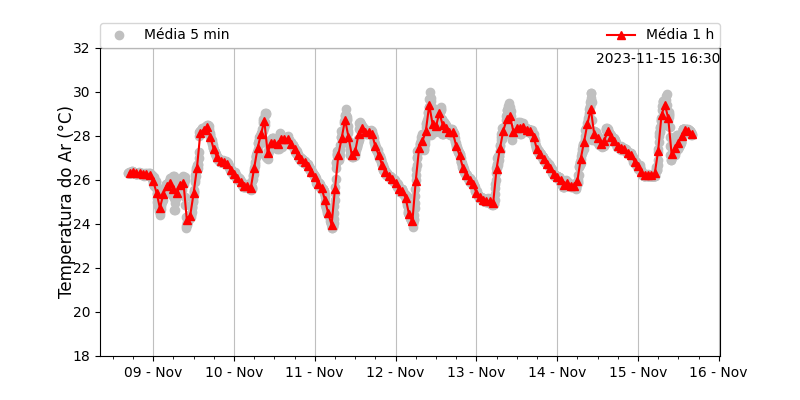 Média 5 min
Média 1 h
2023-11-15 16:30
Temperatura do Ar (°C)
32
30
28
26
24
22
20
18
09 - Nov
10 - Nov
11 - Nov
12 - Nov
13 - Nov
14 - Nov
15 - Nov
16 - Nov